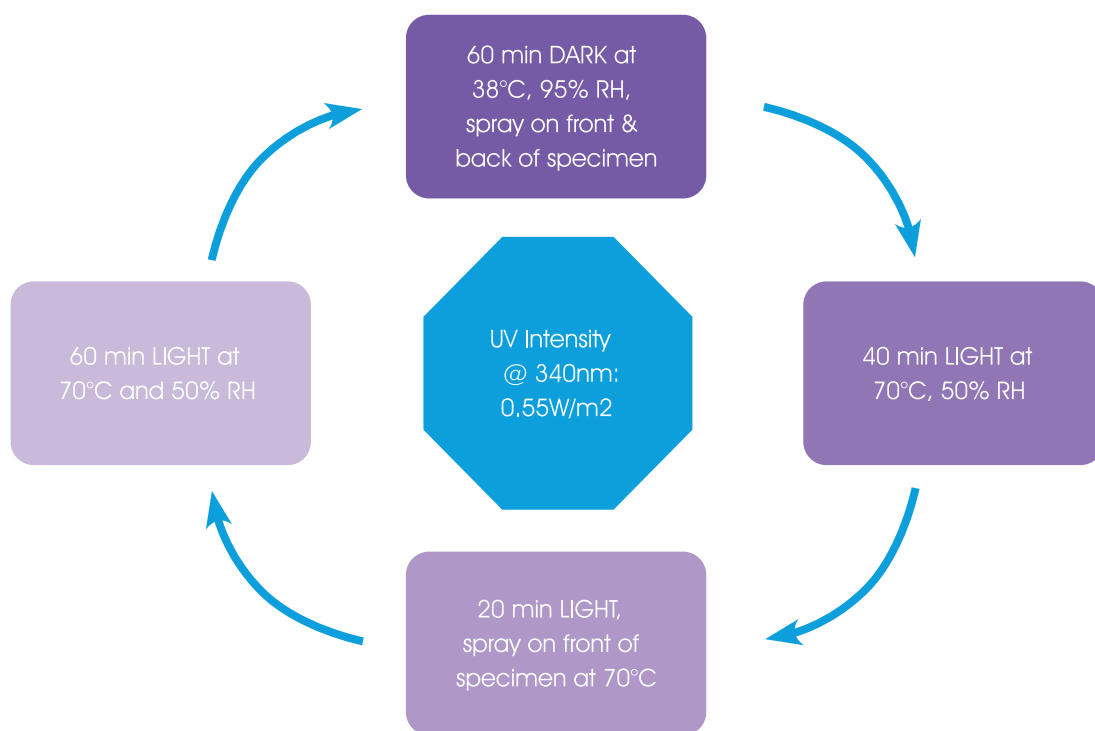 60 min DARK at
38°C, 95% RH,
spray on front &
back of specimen
40 min LIGHT at
70°C, 50% RH
20 min LIGHT,
spray on front of
specimen at 70°C
60 min LIGHT at
70°C and 50% RH
UV Intensity
@ 340nm:
0.55W/m2